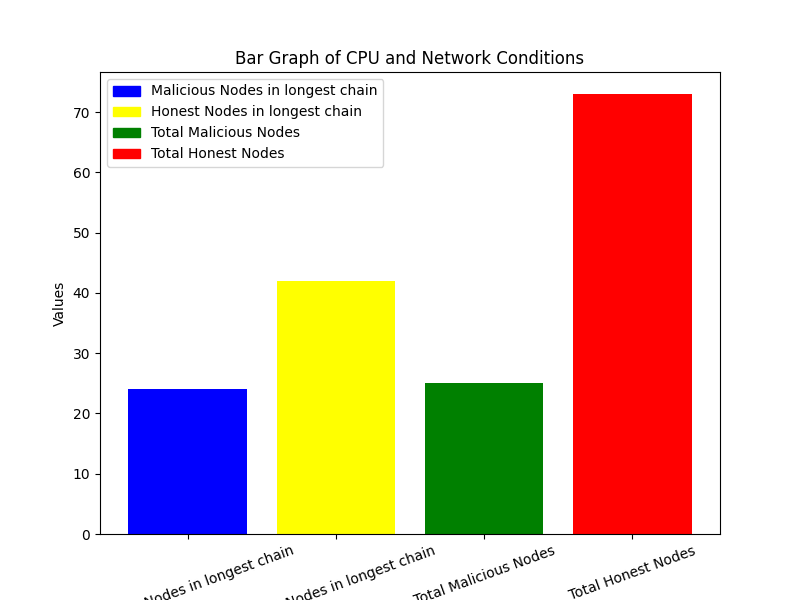 Bar Graph of CPU and Network Conditions
Malicious Nodes in longest chain
Honest Nodes in longest chain
Total Malicious Nodes
Total Honest Nodes
Values
70
60
50
40
30
20
10
0
Nodes in longest chain
Nodes in longest chain
Total Malicious Nodes
Total Honest Nodes